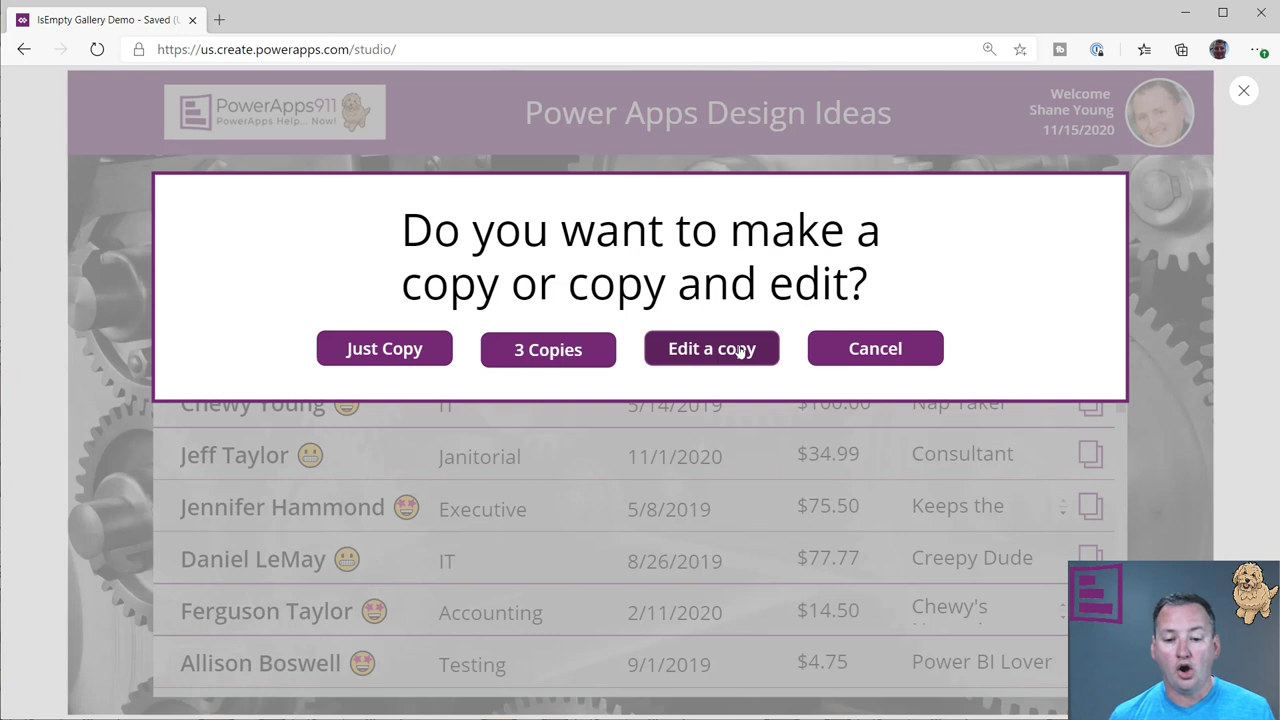 IsEmpty Gallery Demo - Saved (
https://us.create.powerapps.com/studio/
PowerApps911
PowerApps Help... Now!
Power Apps Design Ideas
Welcome
Shane Young
11/15/2020
Do you want to make a
copy or copy and edit?
Just Copy
3 Copies
Edit a copy
Cancel
Chewy Young IT 5/14/2019 $100.00 Nap Taker
Jeff Taylor Janitorial 11/1/2020 $34.99 Consultant
Jennifer Hammond Executive 5/8/2019 $75.50 Keeps the
Daniel LeMay IT 8/26/2019 $77.77 Creepy Dude
Ferguson Taylor Accounting 2/11/2020 $14.50 Chewy's
Allison Boswell Testing 9/1/2019 $4.75 Power BI Lover